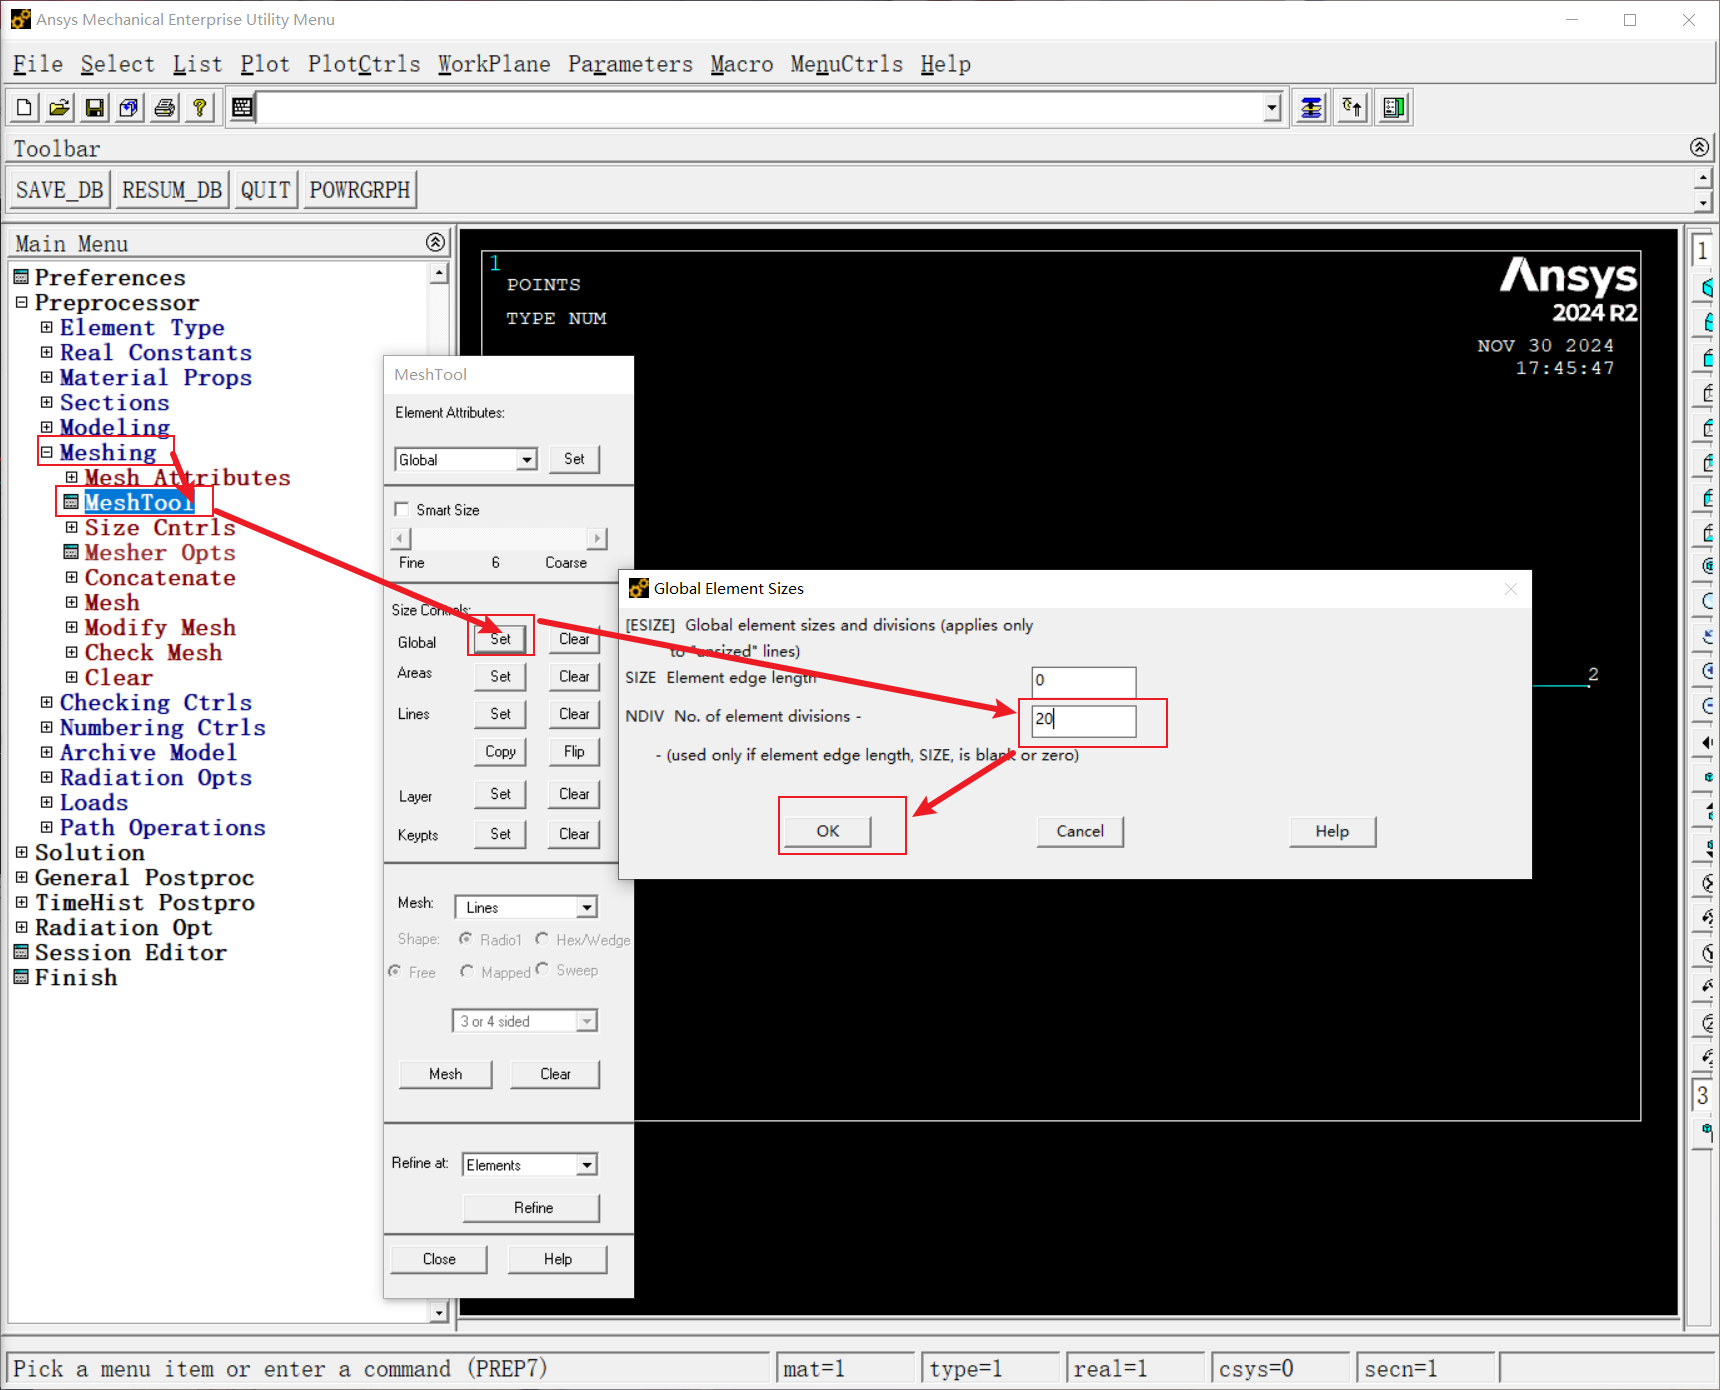 Ansys Mechanical Enterprise Utility Menu
File Select List Plot PlotCtrls WorkPlane Parameters Macro MenuCtrls Help
Toolbar
SAVE_DB RESUM_DB QUIT POWRGRPH
Main Menu
Preferences
Preprocessor
Element Type
Real Constants
Material Props
Sections
Modeling
Meshing
Mesh Attributes
MeshTool
Size Cntrls
Mesher Opts
Concatenate
Mesh
Modify Mesh
Check Mesh
Clear
Checking Ctrls
Numbering Ctrls
Archive Model
Radiation Opts
Loads
Path Operations
Solution
General Postproc
TimeHist Postpro
Radiation Opt
Session Editor
Finish
1
POINTS
TYPE NUM
Ansys
2024 R2
NOV 30 2024
17:45:47
2
MeshTool
Element Attributes:
Global Set
Smart Size
Fine 6 Coarse
Size Controls:
Global Set Clear
Areas Set Clear
Lines Set Clear
Copy Flip
Layer Set Clear
Keypts Set Clear
Mesh: Lines
Shape: Radio1 Hex/Wedge
Free Mapped Sweep
3 or 4 sided
Mesh Clear
Refine at: Elements
Refine
Close Help
Global Element Sizes
[ESIZE] Global element sizes and divisions (applies only
to "unsized" lines)
SIZE Element edge length 0
NDIV No. of element divisions - 20
- (used only if element edge length, SIZE, is blank or zero)
OK Cancel Help
1
3
Pick a menu item or enter a command (PREP7) mat=1 type=1 real=1 csys=0 secn=1